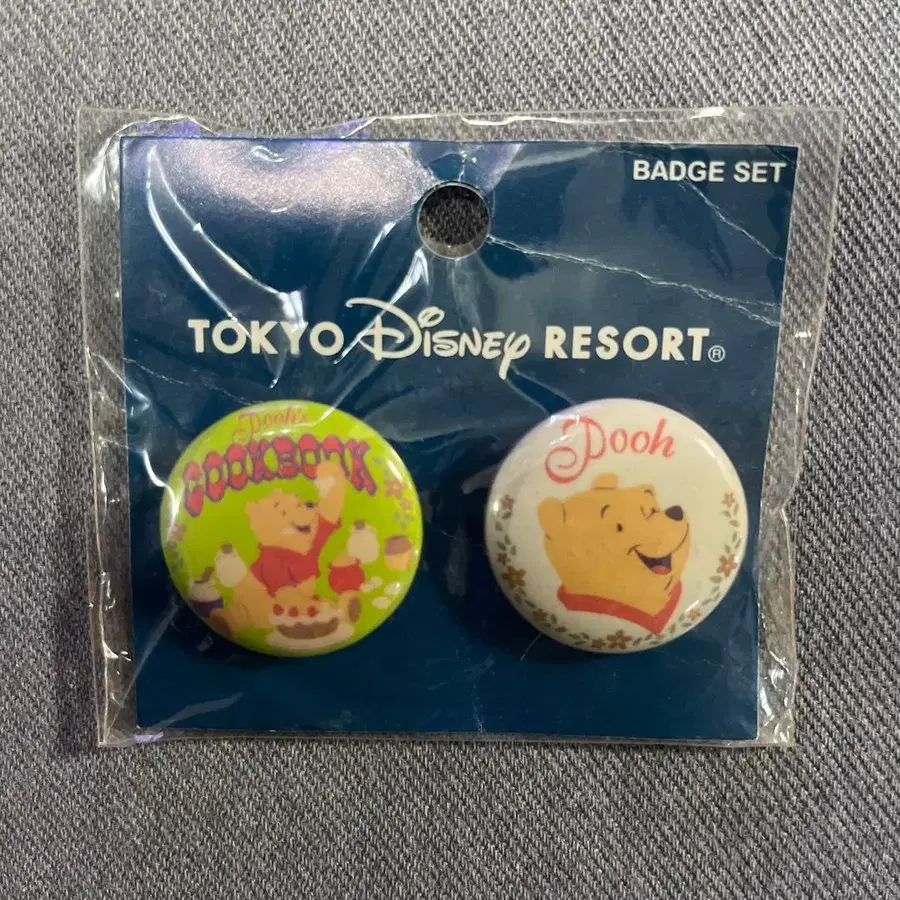 BADGE SET
TOKYO Disney RESORT®
Pooh's
COOKBOOK
Pooh